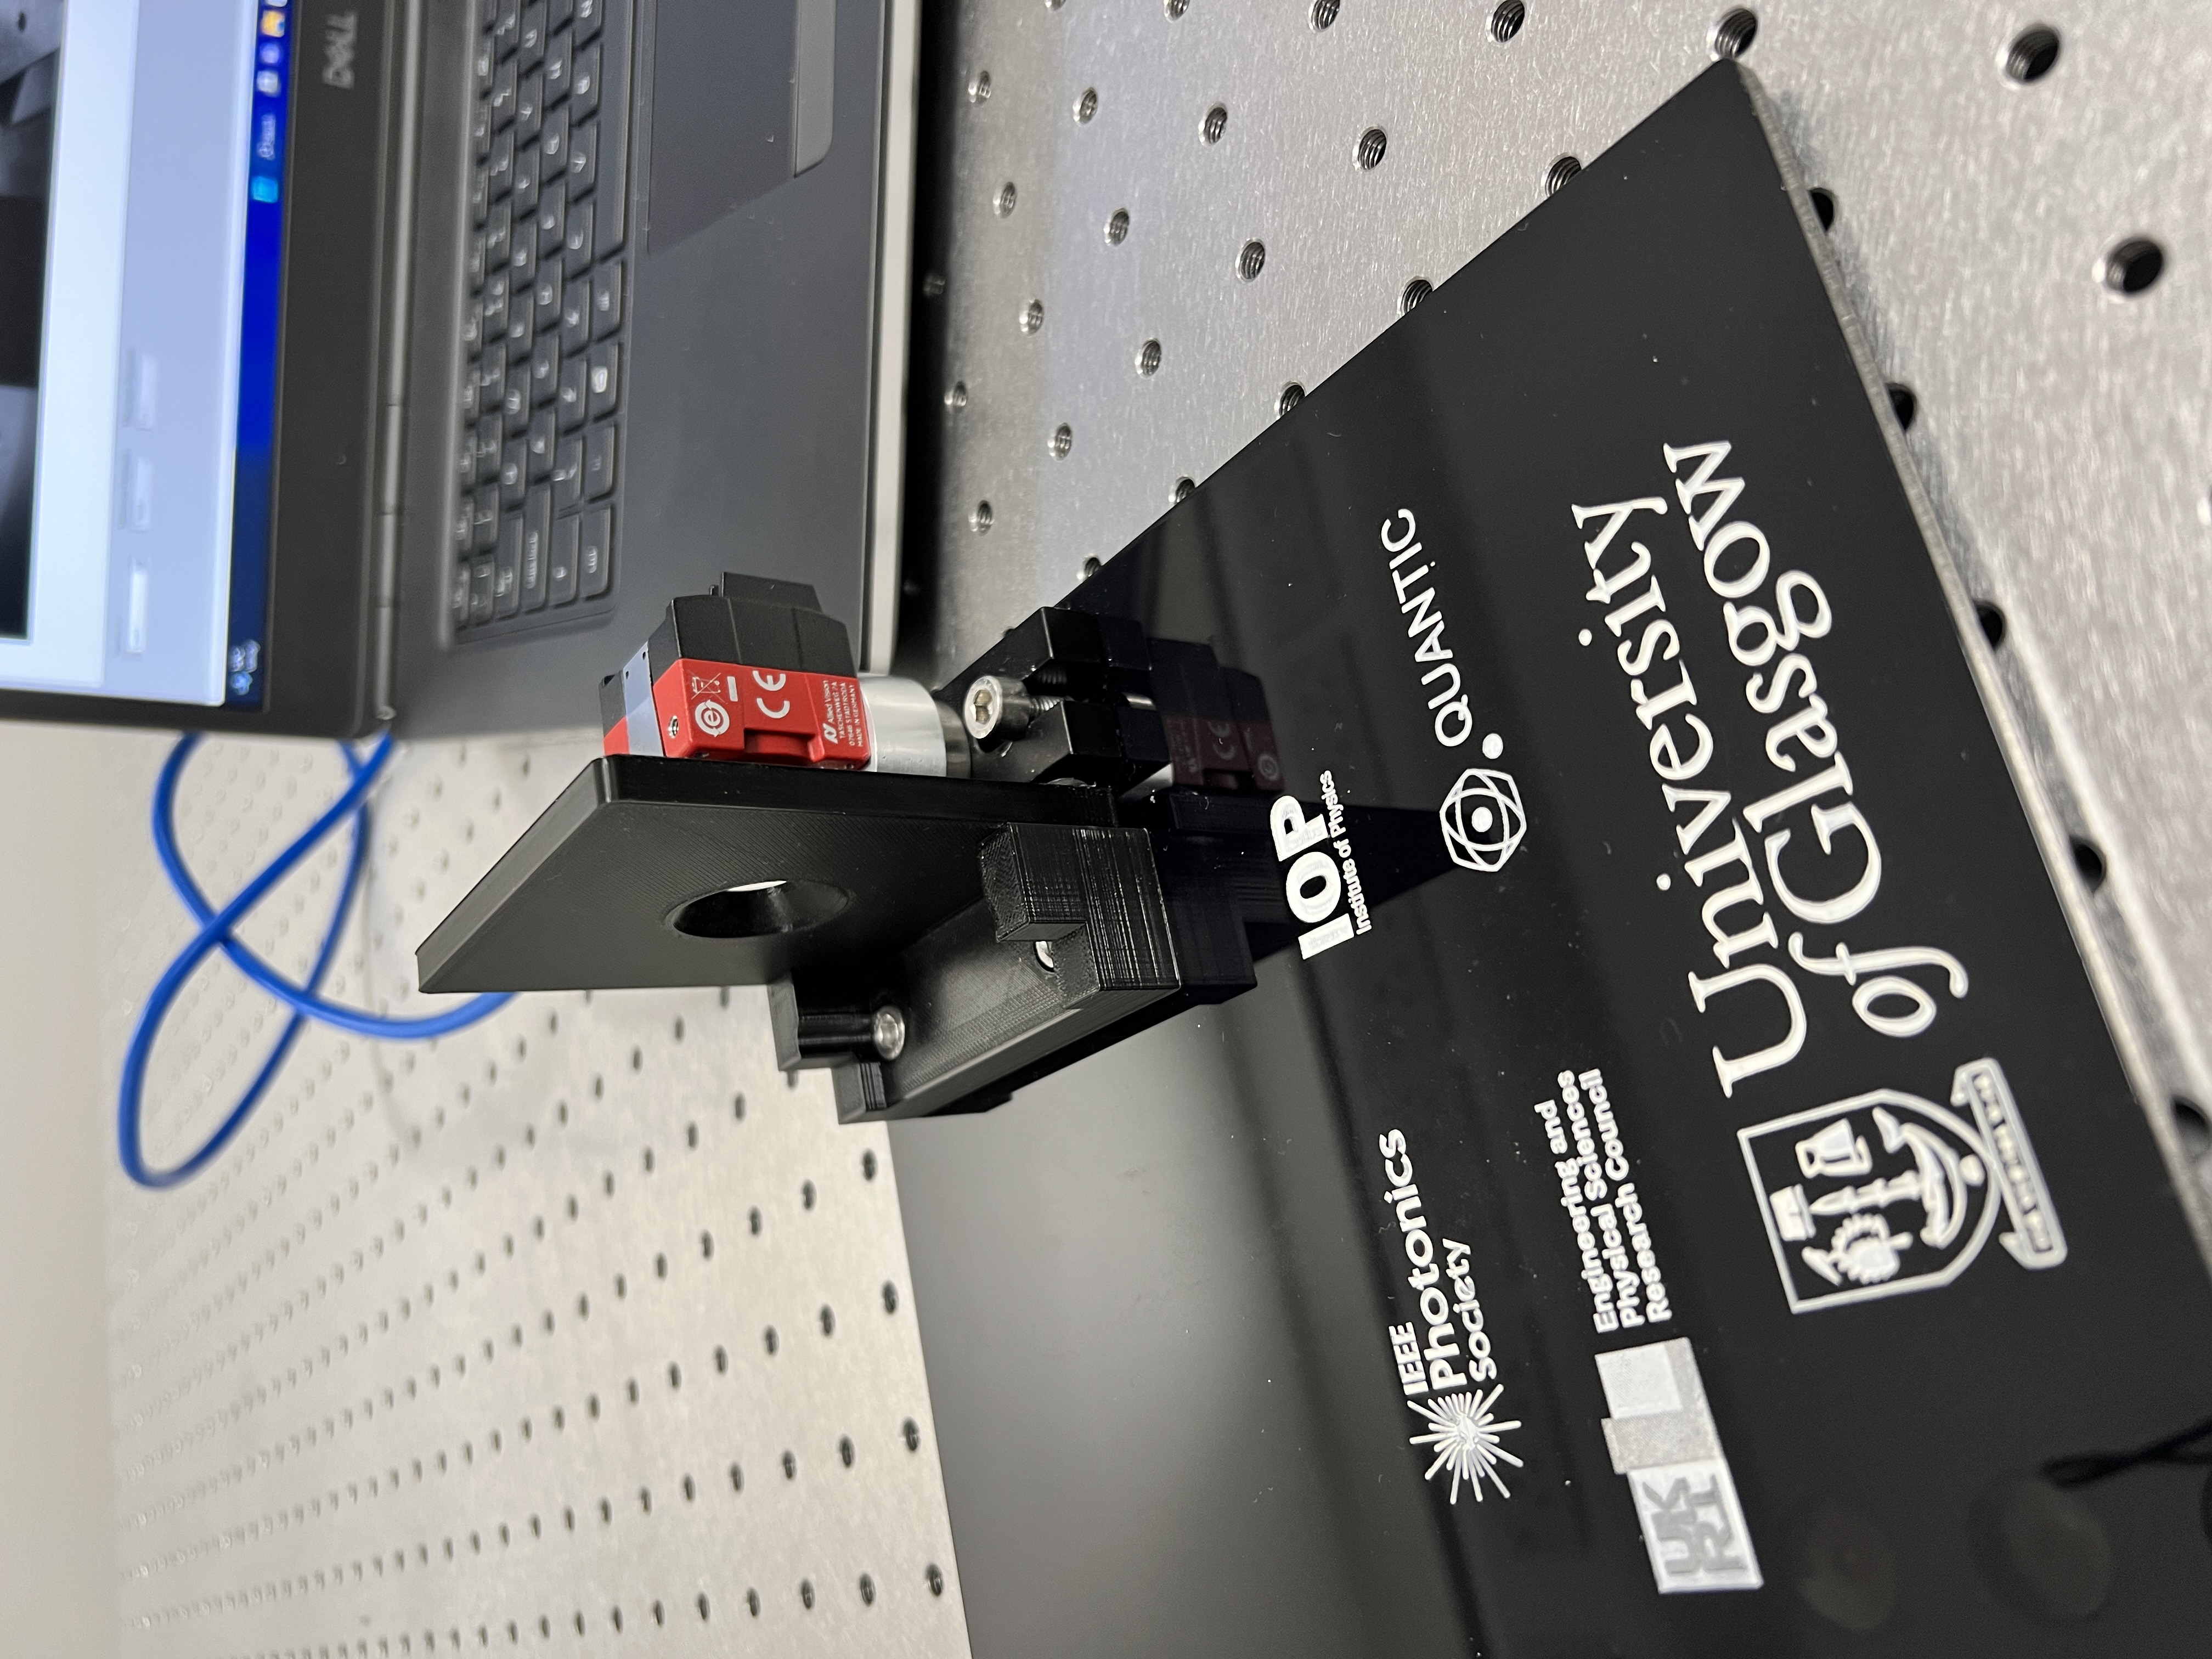 DELL
e
CE
Allied Vision
TASCHENWEG 2A
07646 STADTRODA
MADE IN GERMANY
IOP
Institute of Physics
IEEE
Photonics
Society
QUANTIC
UK
RI
Engineering and
Physical Sciences
Research Council
University
of Glasgow